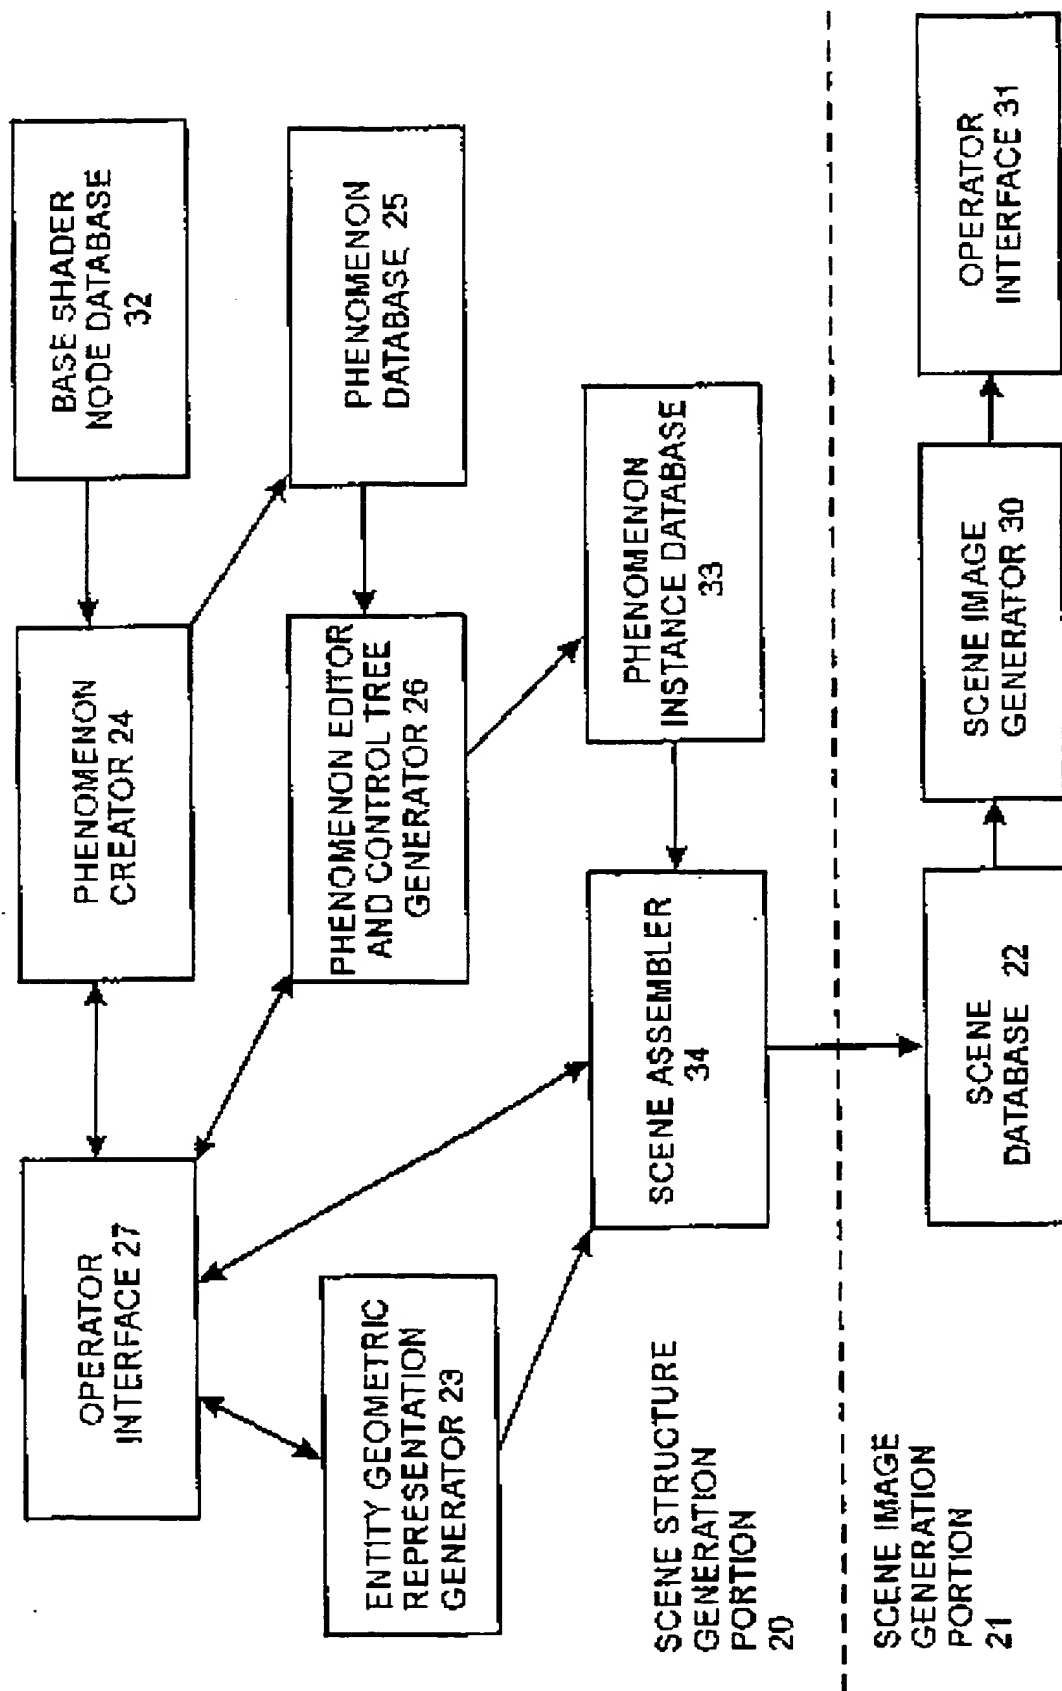 OPERATOR
INTERFACE 27
PHENOMENON
CREATOR 24
BASE SHADER
NODE DATABASE
32
ENTITY GEOMETRIC
REPRESENTATION
GENERATOR 23
PHENOMENON EDITOR
AND CONTROL TREE
GENERATOR 26
PHENOMENON
DATABASE 25
SCENE ASSEMBLER
34
PHENOMENON
INSTANCE DATABASE
33
SCENE STRUCTURE
GENERATION
PORTION
20
SCENE IMAGE
GENERATION
PORTION
21
SCENE
DATABASE 22
SCENE IMAGE
GENERATOR 30
OPERATOR
INTERFACE 31